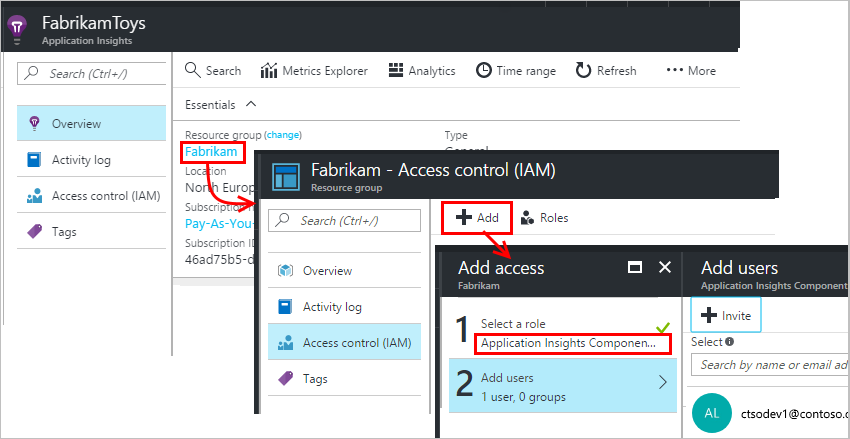 FabrikamToys
Application Insights
Search (Ctrl+/)
Overview
Activity log
Access control (IAM)
Tags
Search
Metrics Explorer
Analytics
Time range
Refresh
More
Essentials
Resource group (change)
Fabrikam
Location
North Europ
Subscription
Pay-As-You-
Subscription ID
46ad75b5-d
Type
General
Fabrikam - Access control (IAM)
Resource group
Search (Ctrl+/)
Overview
Activity log
Access control (IAM)
Tags
Add
Roles
Add access
Fabrikam
1
Select a role
Application Insights Componen...
2
Add users
1 user, 0 groups
Add users
Application Insights Component
Invite
Select
Search by name or email ad
AL
ctsodev1@contoso.c